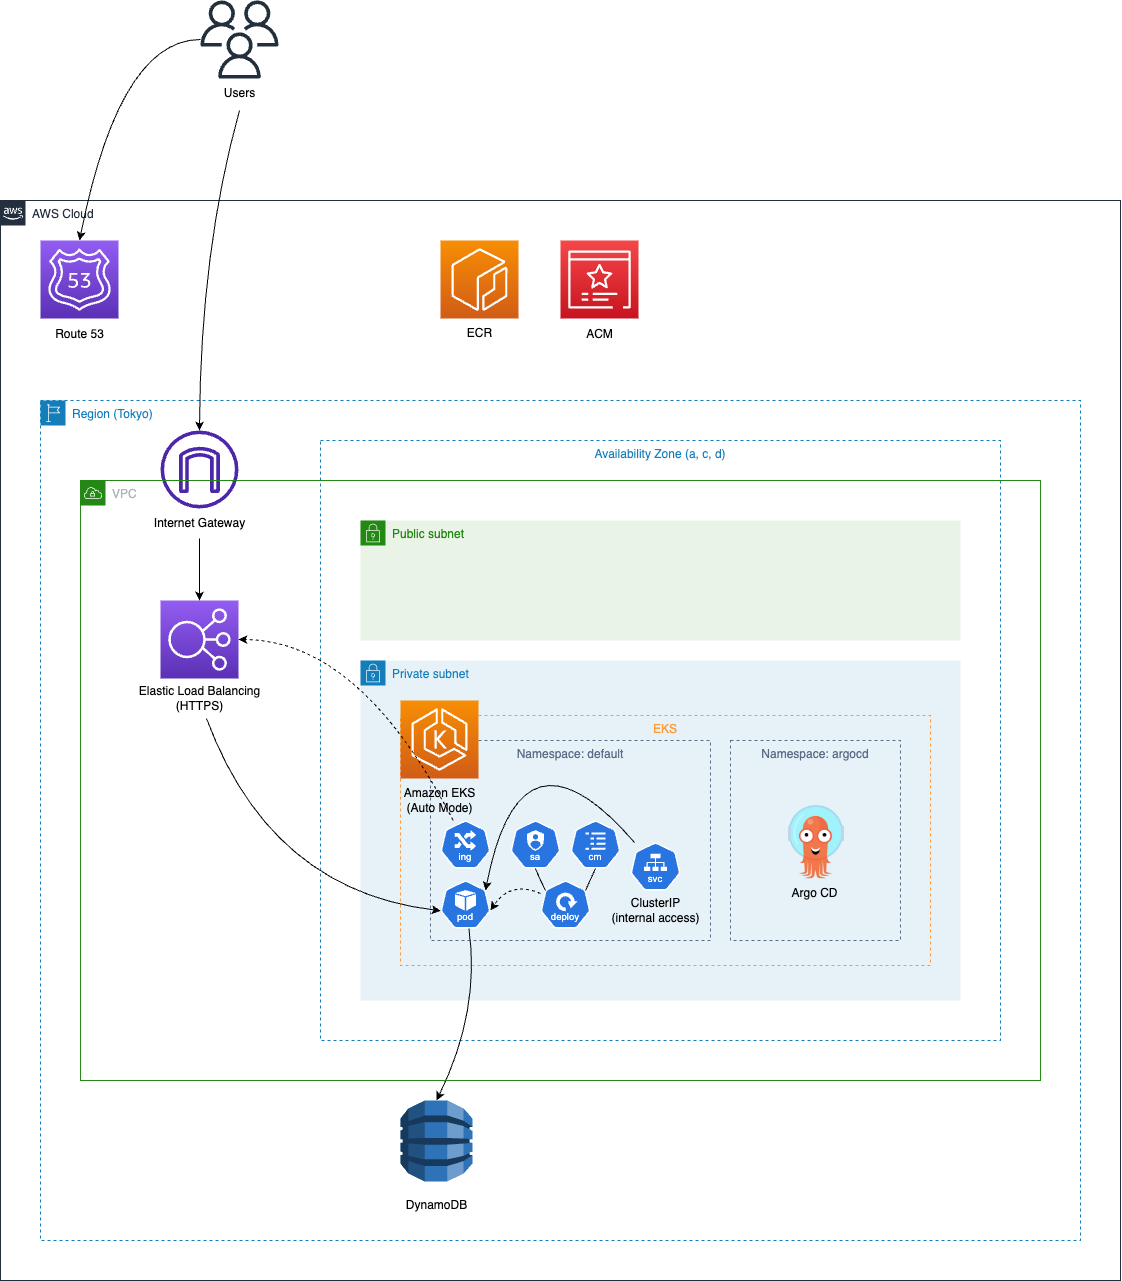 Users
aws
AWS Cloud
53
Route 53
ECR
ACM
Region (Tokyo)
Availability Zone (a, c, d)
VPC
Internet Gateway
Public subnet
Elastic Load Balancing
(HTTPS)
Private subnet
EKS
K
Namespace: default
Namespace: argocd
Amazon EKS
(Auto Mode)
ing
sa
cm
svc
pod
deploy
ClusterIP
(internal access)
Argo CD
DynamoDB